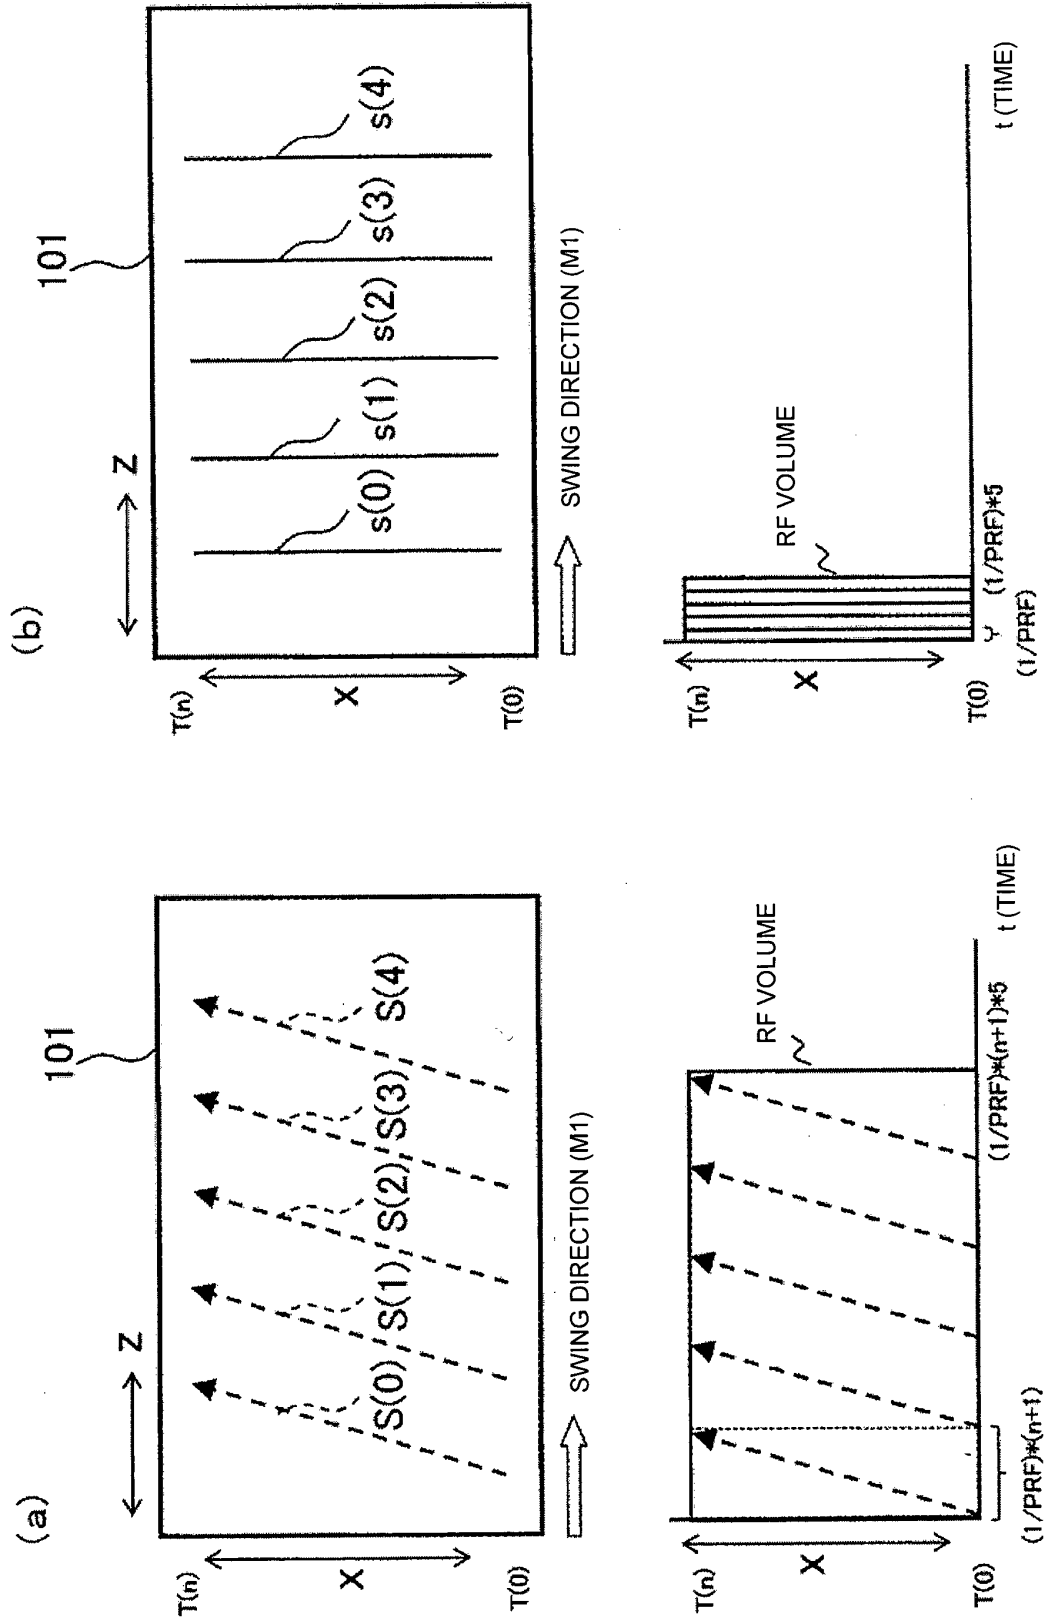 (a)
101
Z
T(n)
X
T(0)
S(0)
S(1)
S(2)
S(3)
S(4)
SWING DIRECTION (M1)
RF VOLUME
T(n)
X
T(0)
(1/PRF)*(n+1)
(1/PRF)*(n+1)*5
t (TIME)
(b)
101
Z
T(n)
X
T(0)
s(0)
s(1)
s(2)
s(3)
s(4)
SWING DIRECTION (M1)
RF VOLUME
T(n)
X
T(0)
(1/PRF)
(1/PRF)*5
t (TIME)